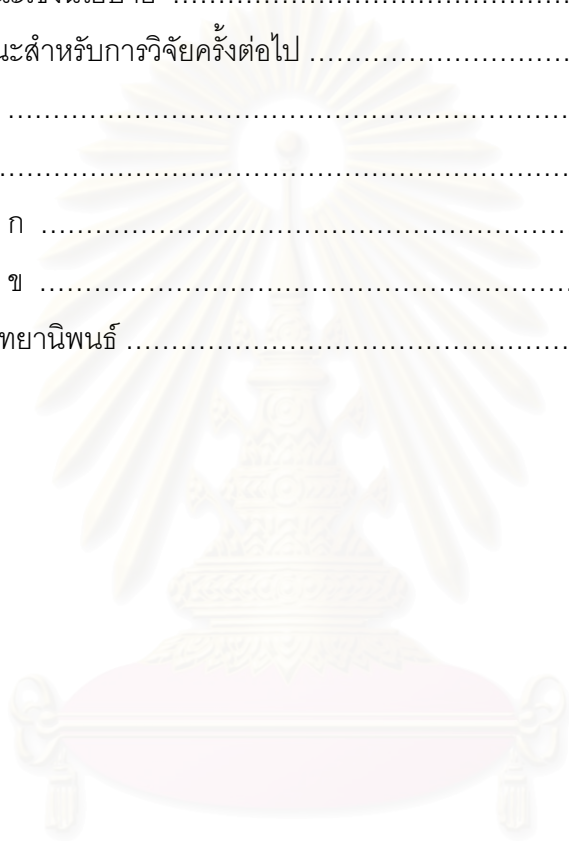 นะสำหรับการวิจัยครั้งต่อไป ........................................
................................................................................
................................................................................
ก ................................................................................
ข ................................................................................
ทยานิพนธ์ ................................................................